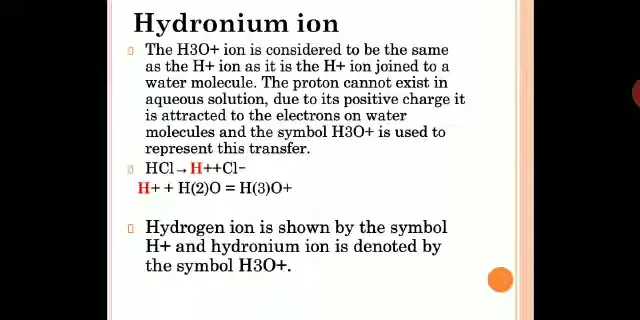 Hydronium ion
The H3O+ ion is considered to be the same
as the H+ ion as it is the H+ ion joined to a
water molecule. The proton cannot exist in
aqueous solution, due to its positive charge it
is attracted to the electrons on water
molecules and the symbol H3O+ is used to
represent this transfer.
HCl→H++Cl−
H+ + H(2)O = H(3)O+
Hydrogen ion is shown by the symbol
H+ and hydronium ion is denoted by
the symbol H3O+.